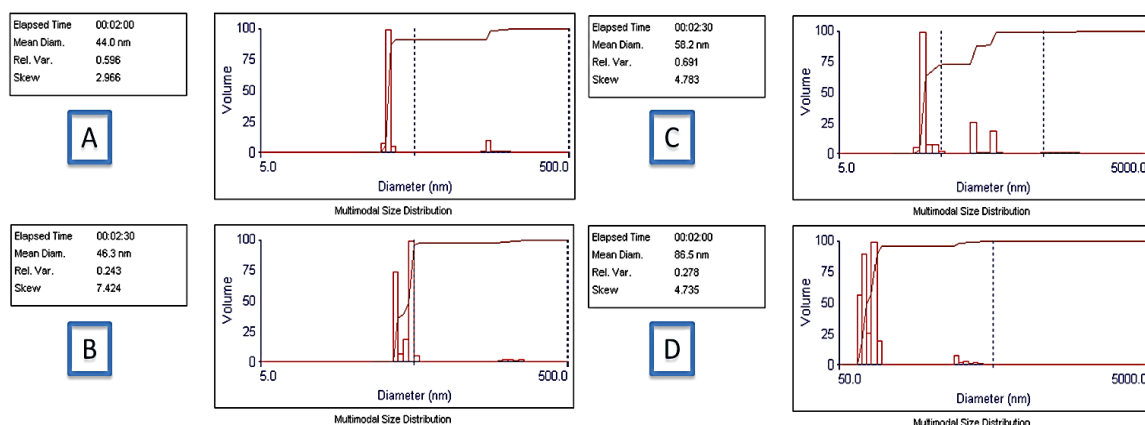 Elapsed Time 00:02:00
Mean Diam. 44.0 nm
Rel. Var. 0.596
Skew 2.966
A
100
75
50
25
0
Volume
5.0 500.0
Diameter (nm)
Multimodal Size Distribution
Elapsed Time 00:02:30
Mean Diam. 58.2 nm
Rel. Var. 0.691
Skew 4.783
C
100
75
50
25
0
Volume
5.0 5000.0
Diameter (nm)
Multimodal Size Distribution
Elapsed Time 00:02:30
Mean Diam. 46.3 nm
Rel. Var. 0.243
Skew 7.424
B
100
75
50
25
0
Volume
5.0 500.0
Diameter (nm)
Multimodal Size Distribution
Elapsed Time 00:02:00
Mean Diam. 86.5 nm
Rel. Var. 0.278
Skew 4.735
D
100
75
50
25
0
Volume
50.0 5000.0
Diameter (nm)
Multimodal Size Distribution